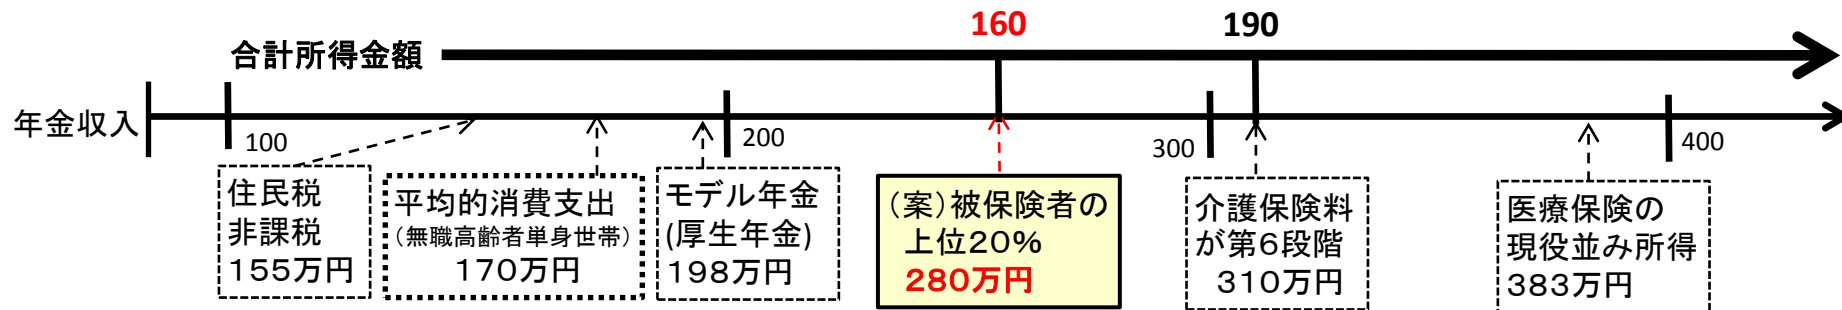 160
190
合計所得金額
年金収入
100
200
300
400
住民税
非課税
155万円
平均的消費支出
（無職高齢者単身世帯）
170万円
モデル年金
(厚生年金)
198万円
（案）被保険者の
上位20%
280万円
介護保険料
が第6段階
310万円
医療保険の
現役並み所得
383万円